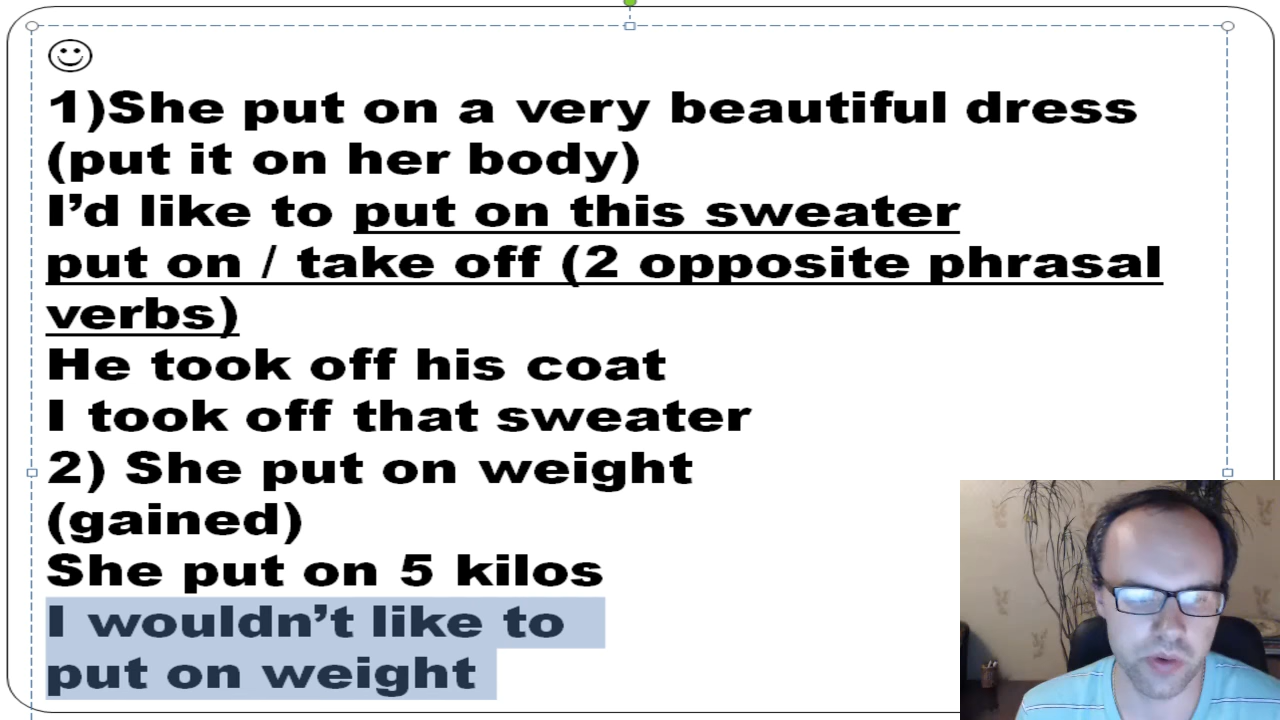 1)She put on a very beautiful dress
(put it on her body)
I’d like to put on this sweater
put on / take off (2 opposite phrasal
verbs)
He took off his coat
I took off that sweater
2) She put on weight
(gained)
She put on 5 kilos
I wouldn’t like to
put on weight